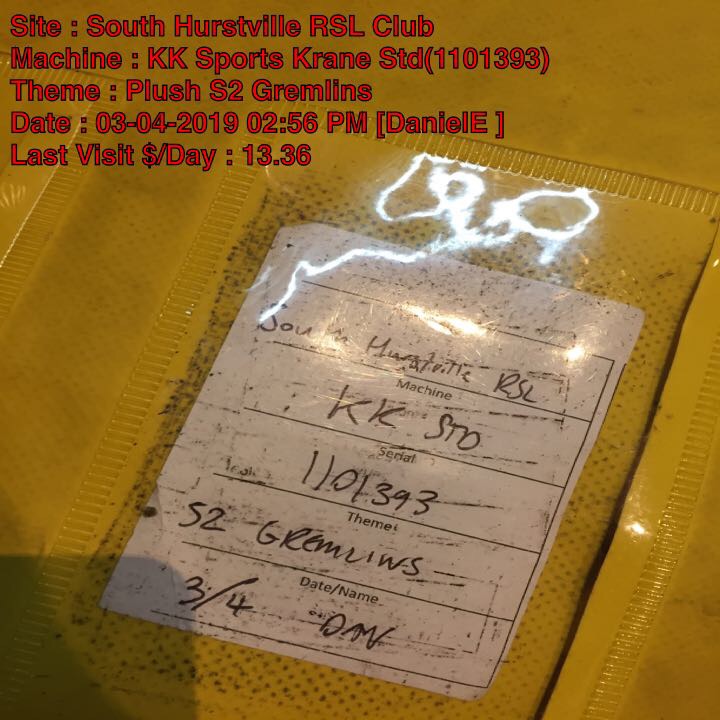 Site : South Hurstville RSL Club
Machine : KK Sports Krane Std(1101393)
Theme : Plush S2 Gremlins
Date : 03-04-2019 02:56 PM [DanielE ]
Last Visit $/Day : 13.36
South Hurstville RSL
Machine
KK STD
Serial
1101393
Theme
S2 GREMLINS
Date/Name
3/4 DAN